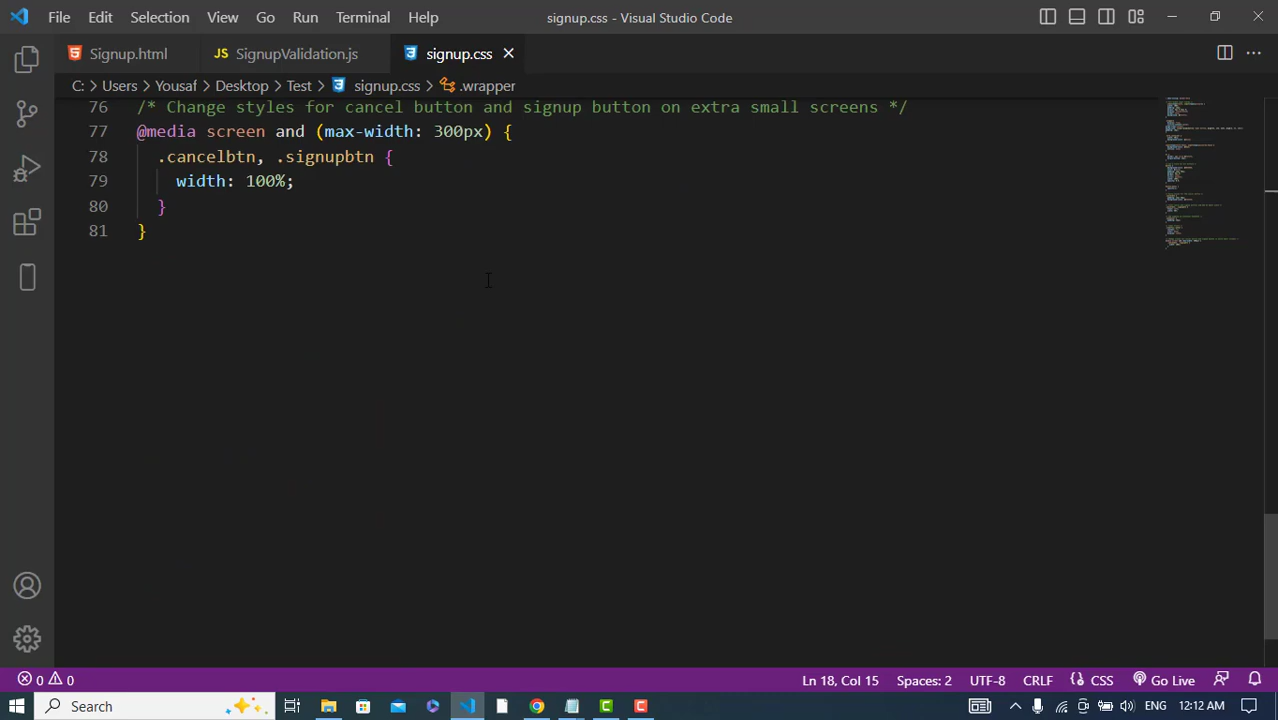 File Edit Selection View Go Run Terminal Help signup.css - Visual Studio Code
Signup.html JS SignupValidation.js signup.css
C: > Users > Yousaf > Desktop > Test > signup.css > .wrapper
76 /* Change styles for cancel button and signup button on extra small screens */
77 @media screen and (max-width: 300px) {
78 .cancelbtn, .signupbtn {
79 width: 100%;
80 }
81 }
0 0 Ln 18, Col 15 Spaces: 2 UTF-8 CRLF CSS Go Live
Search ENG 12:12 AM